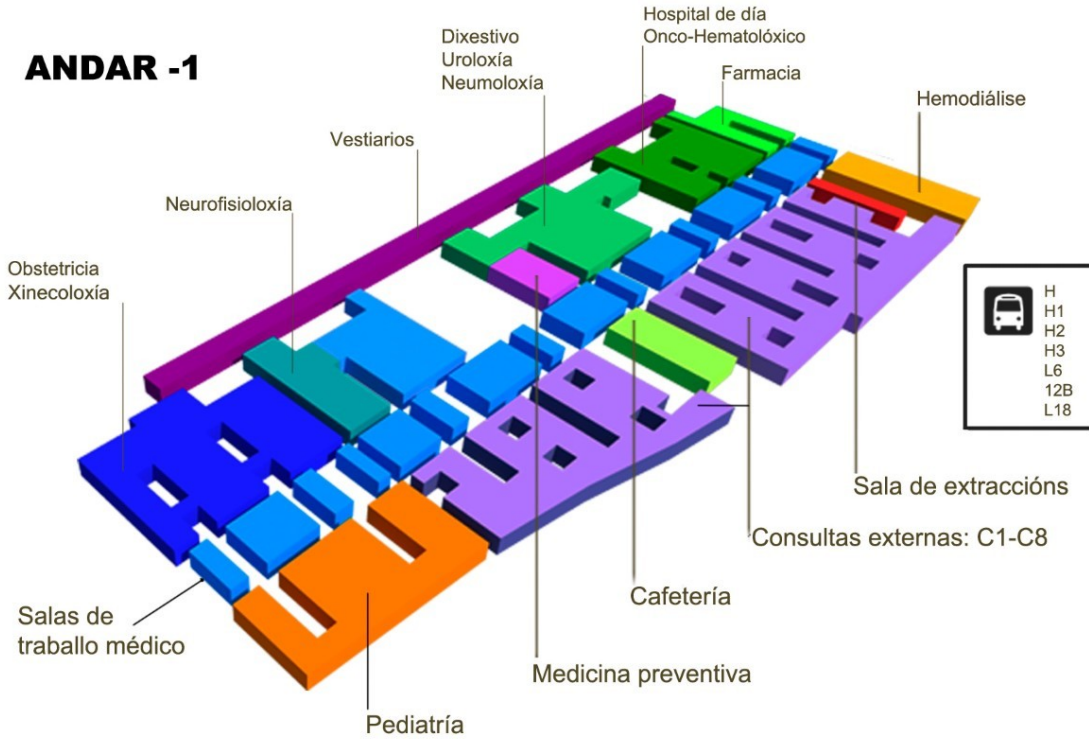 ANDAR -1
Hospital de día
Onco-Hematolóxico
Dixestivo
Uroloxía
Neumoloxía
Farmacia
Hemodiálise
Vestiarios
Neurofisioloxía
Obstetricia
Xinecoloxía
H
H1
H2
H3
L6
12B
L18
Sala de extraccións
Consultas externas: C1-C8
Cafetería
Salas de
traballo médico
Medicina preventiva
Pediatría